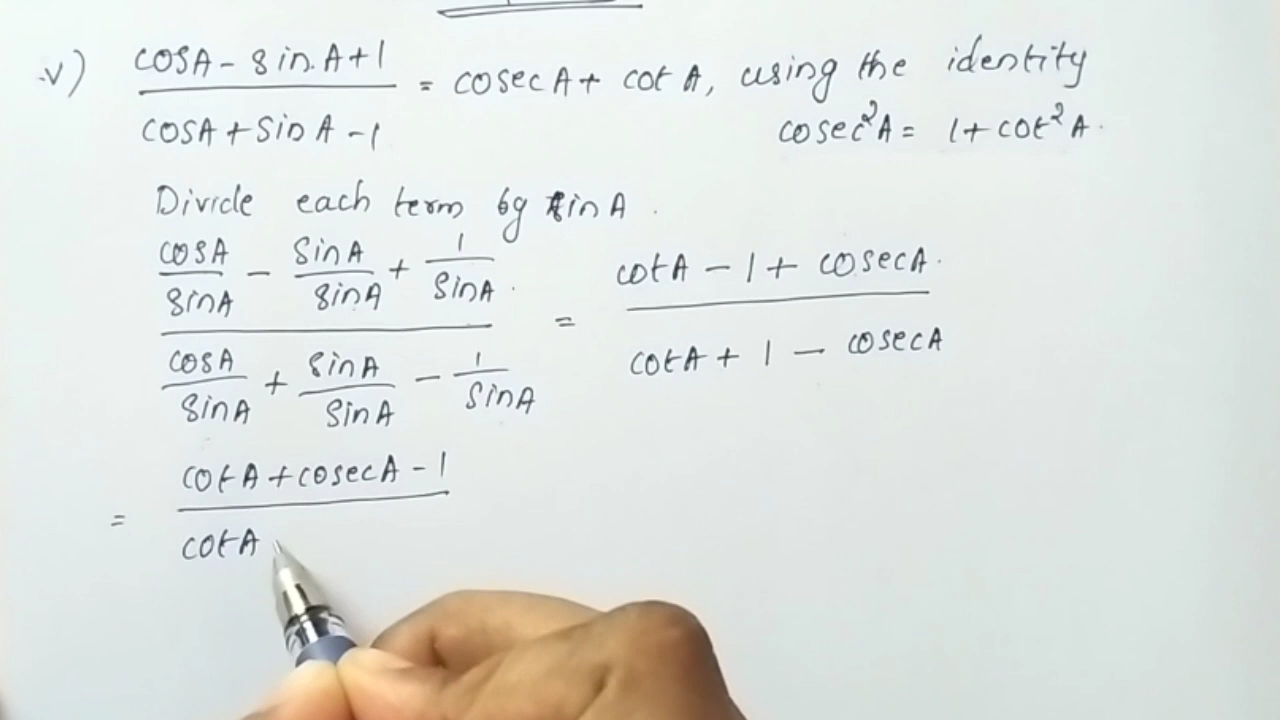 v) (cosA - sin.A + 1)/(cosA + sinA - 1) = cosecA + cot A, using the identity
cosec²A = 1 + cot²A.
Divide each term by sinA.
(cosA/sinA - sinA/sinA + 1/sinA.)/(cosA/sinA + sinA/sinA - 1/sinA) = (cotA - 1 + cosecA.)/(cotA + 1 - cosecA)
= (cotA + cosecA - 1)/(cotA